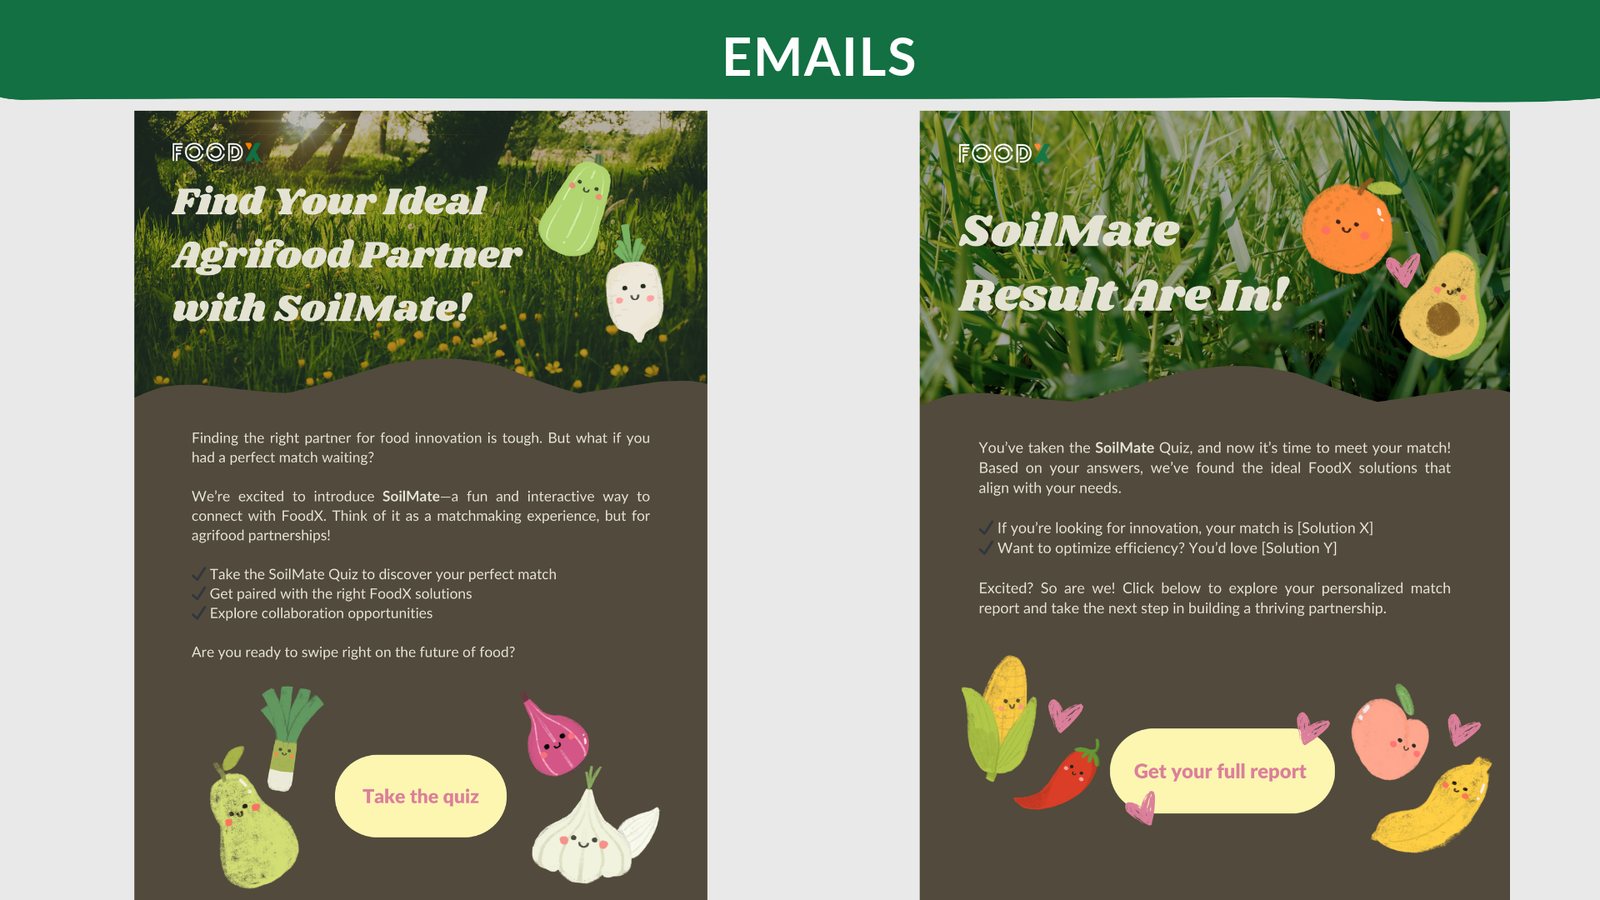 EMAILS
FOODX
Find Your Ideal
Agrifood Partner
with SoilMate!
Finding the right partner for food innovation is tough. But what if you
had a perfect match waiting?
We're excited to introduce SoilMate—a fun and interactive way to
connect with FoodX. Think of it as a matchmaking experience, but for
agrifood partnerships!
✓ Take the SoilMate Quiz to discover your perfect match
✓ Get paired with the right FoodX solutions
✓ Explore collaboration opportunities
Are you ready to swipe right on the future of food?
Take the quiz
FOODX
SoilMate
Result Are In!
You've taken the SoilMate Quiz, and now it's time to meet your match!
Based on your answers, we've found the ideal FoodX solutions that
align with your needs.
✓ If you're looking for innovation, your match is [Solution X]
✓ Want to optimize efficiency? You'd love [Solution Y]
Excited? So are we! Click below to explore your personalized match
report and take the next step in building a thriving partnership.
Get your full report